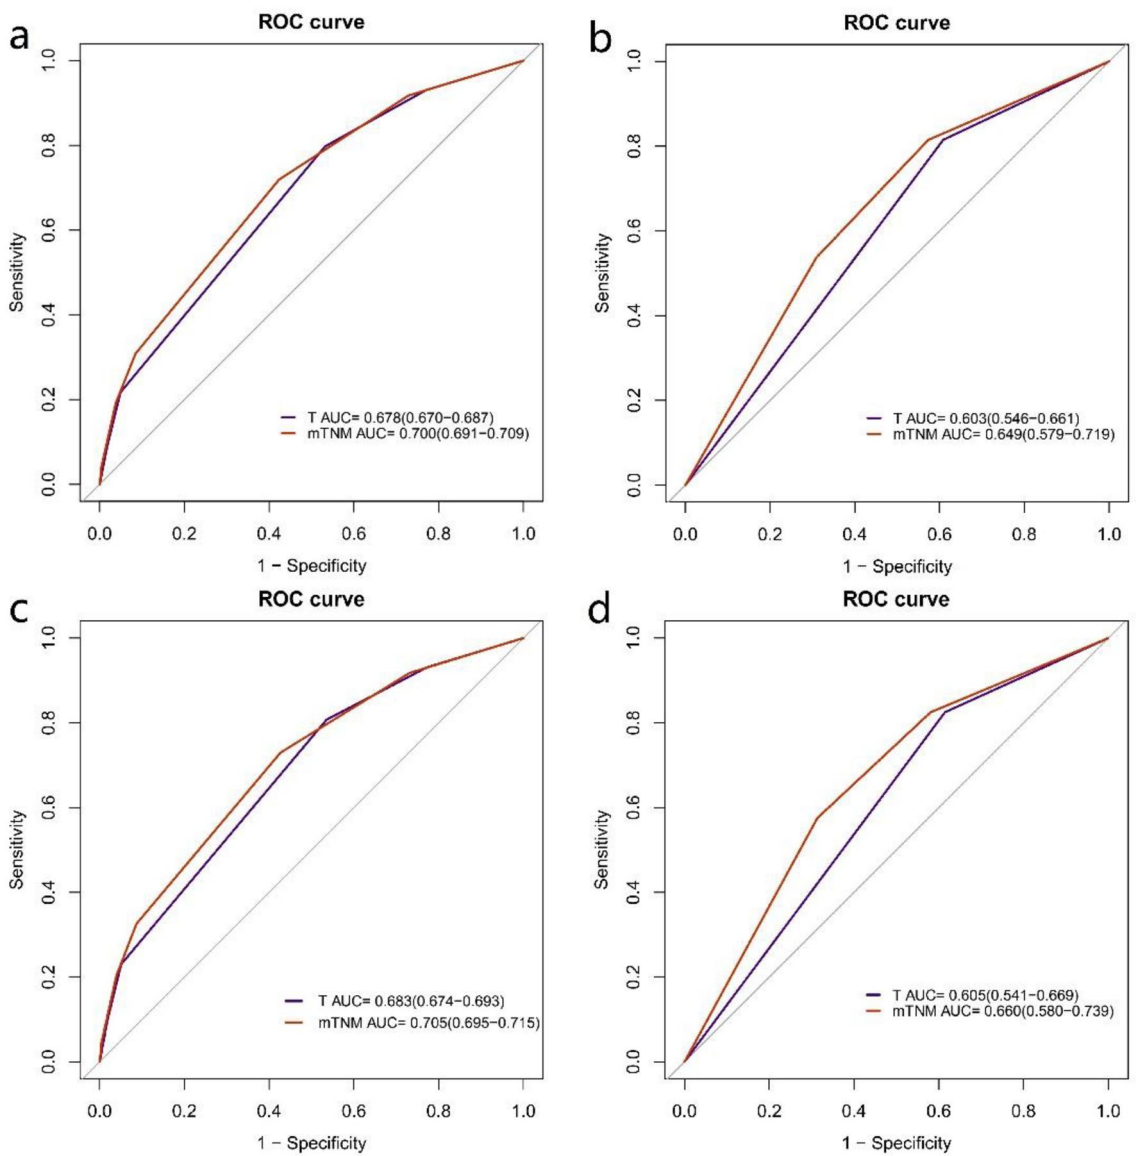 a
ROC curve
Sensitivity
1.0
0.8
0.6
0.4
0.2
0.0
T AUC= 0.678(0.670−0.687)
mTNM AUC= 0.700(0.691−0.709)
0.0 0.2 0.4 0.6 0.8 1.0
1 − Specificity
b
ROC curve
Sensitivity
1.0
0.8
0.6
0.4
0.2
0.0
T AUC= 0.603(0.546−0.661)
mTNM AUC= 0.649(0.579−0.719)
0.0 0.2 0.4 0.6 0.8 1.0
1 − Specificity
c
ROC curve
Sensitivity
1.0
0.8
0.6
0.4
0.2
0.0
T AUC= 0.683(0.674−0.693)
mTNM AUC= 0.705(0.695−0.715)
0.0 0.2 0.4 0.6 0.8 1.0
1 − Specificity
d
ROC curve
Sensitivity
1.0
0.8
0.6
0.4
0.2
0.0
T AUC= 0.605(0.541−0.669)
mTNM AUC= 0.660(0.580−0.739)
0.0 0.2 0.4 0.6 0.8 1.0
1 − Specificity